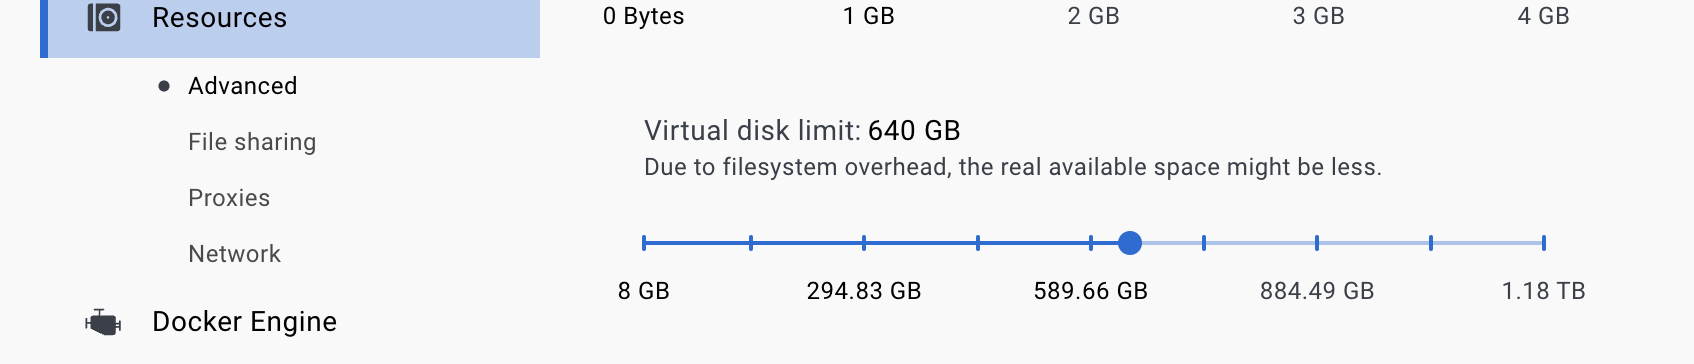 Resources
Advanced
File sharing
Proxies
Network
Docker Engine
0 Bytes 1 GB 2 GB 3 GB 4 GB
Virtual disk limit: 640 GB
Due to filesystem overhead, the real available space might be less.
8 GB 294.83 GB 589.66 GB 884.49 GB 1.18 TB